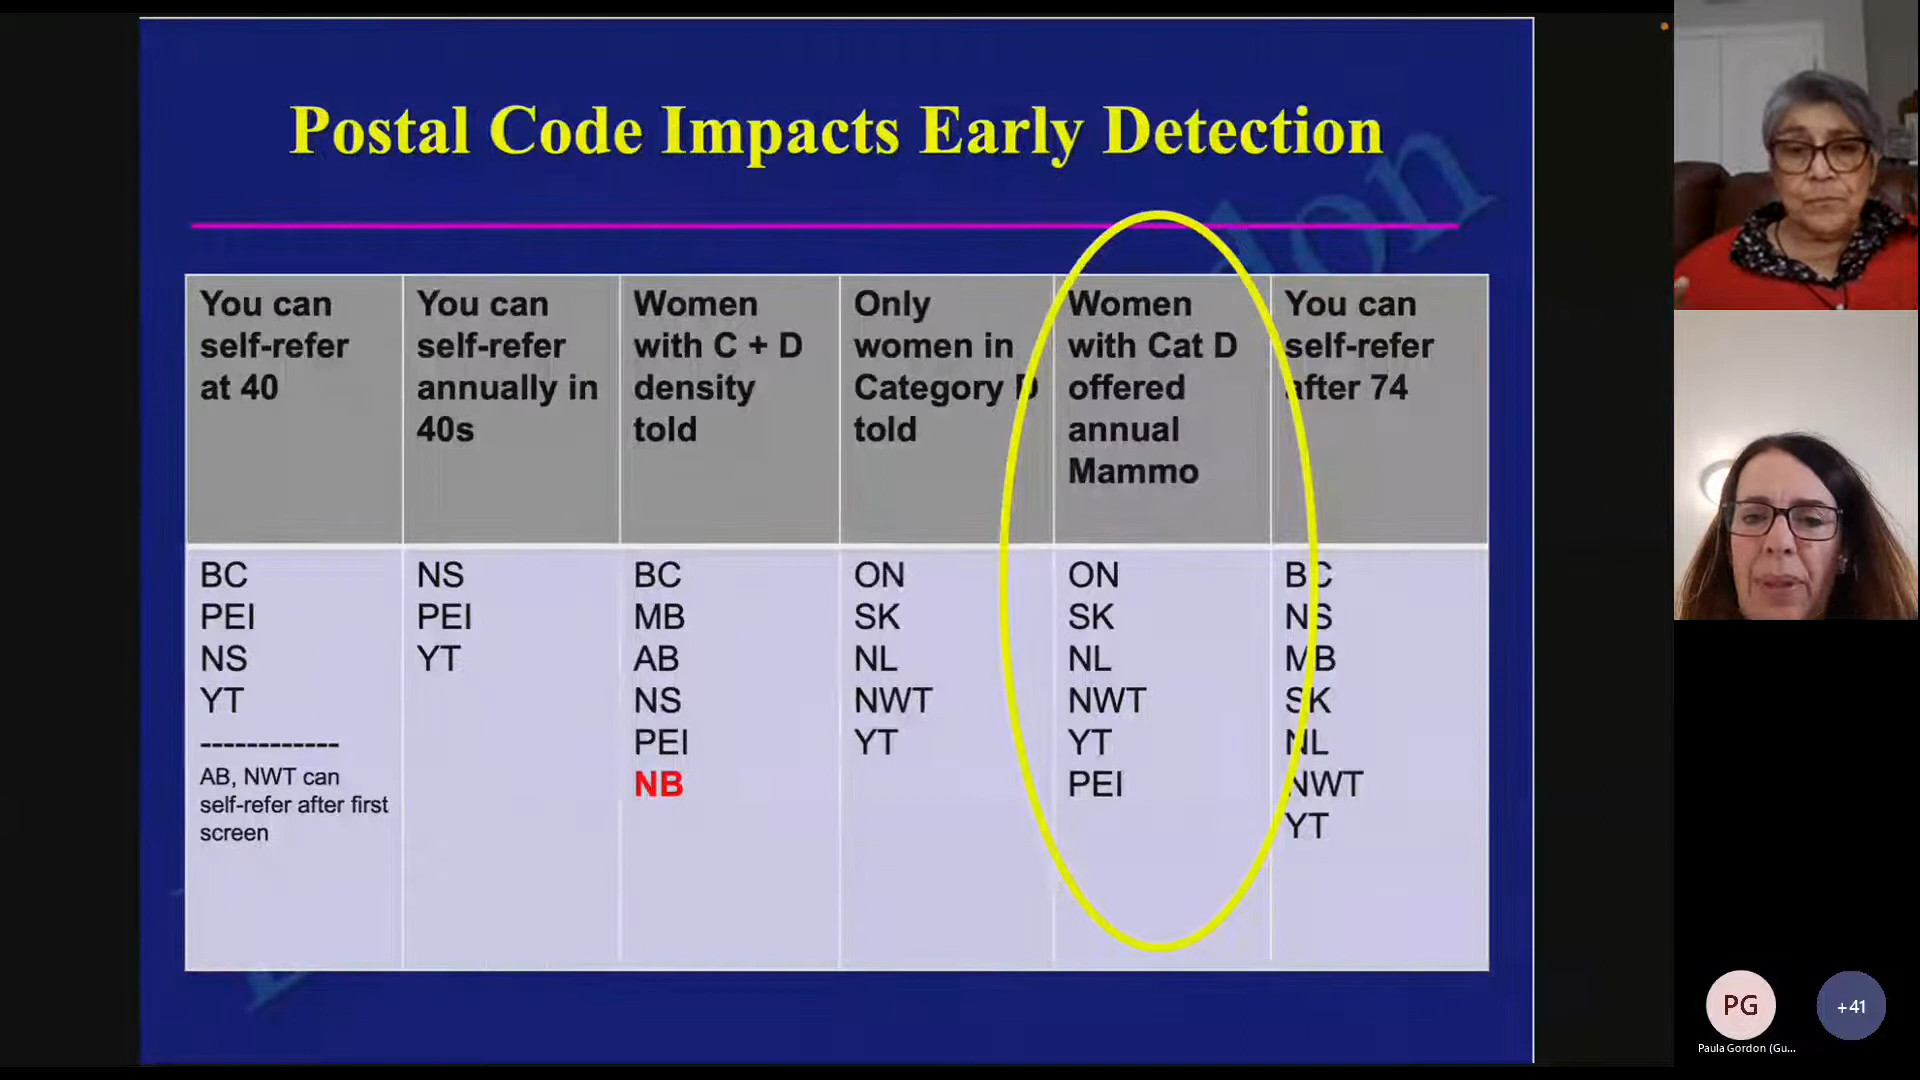 Postal Code Impacts Early Detection
You can
self-refer
at 40
You can
self-refer
annually in
40s
Women
with C + D
density
told
Only
women in
Category D
told
Women
with Cat D
offered
annual
Mammo
You can
self-refer
after 74
BC
PEI
NS
YT
------------
AB, NWT can
self-refer after first
screen
NS
PEI
YT
BC
MB
AB
NS
PEI
NB
ON
SK
NL
NWT
YT
ON
SK
NL
NWT
YT
PEI
BC
NS
MB
SK
NL
NWT
YT
PG
Paula Gordon (Gu...
+41